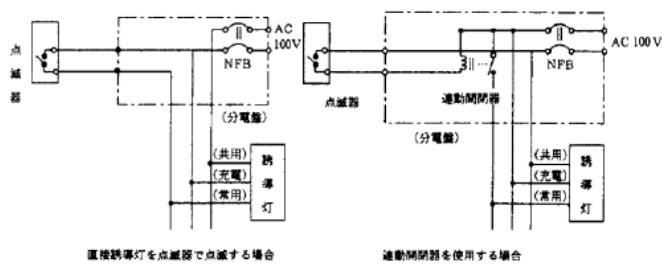 点滅器
AC
100V
NFB
(分電盤)
(共用)
(充電)
(常用)
誘導灯
直接誘導灯を点滅器で点滅する場合
点滅器
AC 100V
NFB
連動開閉器
(分電盤)
(共用)
(充電)
(常用)
誘導灯
連動開閉器を使用する場合